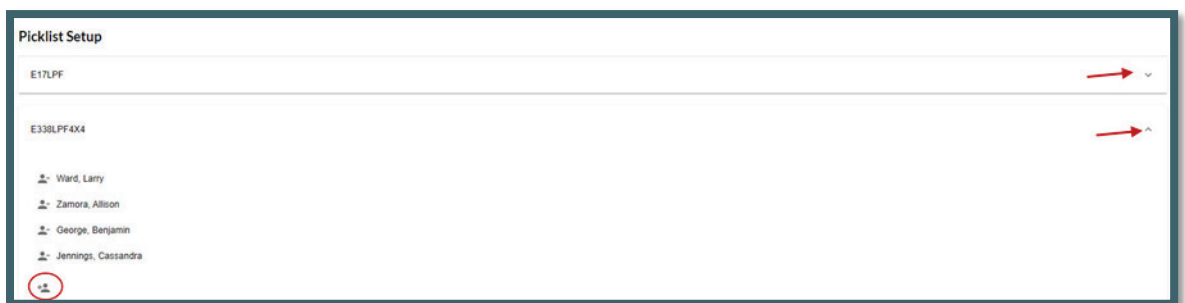 Picklist Setup
E17LPF
E338LPF4X4
Ward, Larry
Zamora, Allison
George, Benjamin
Jennings, Cassandra